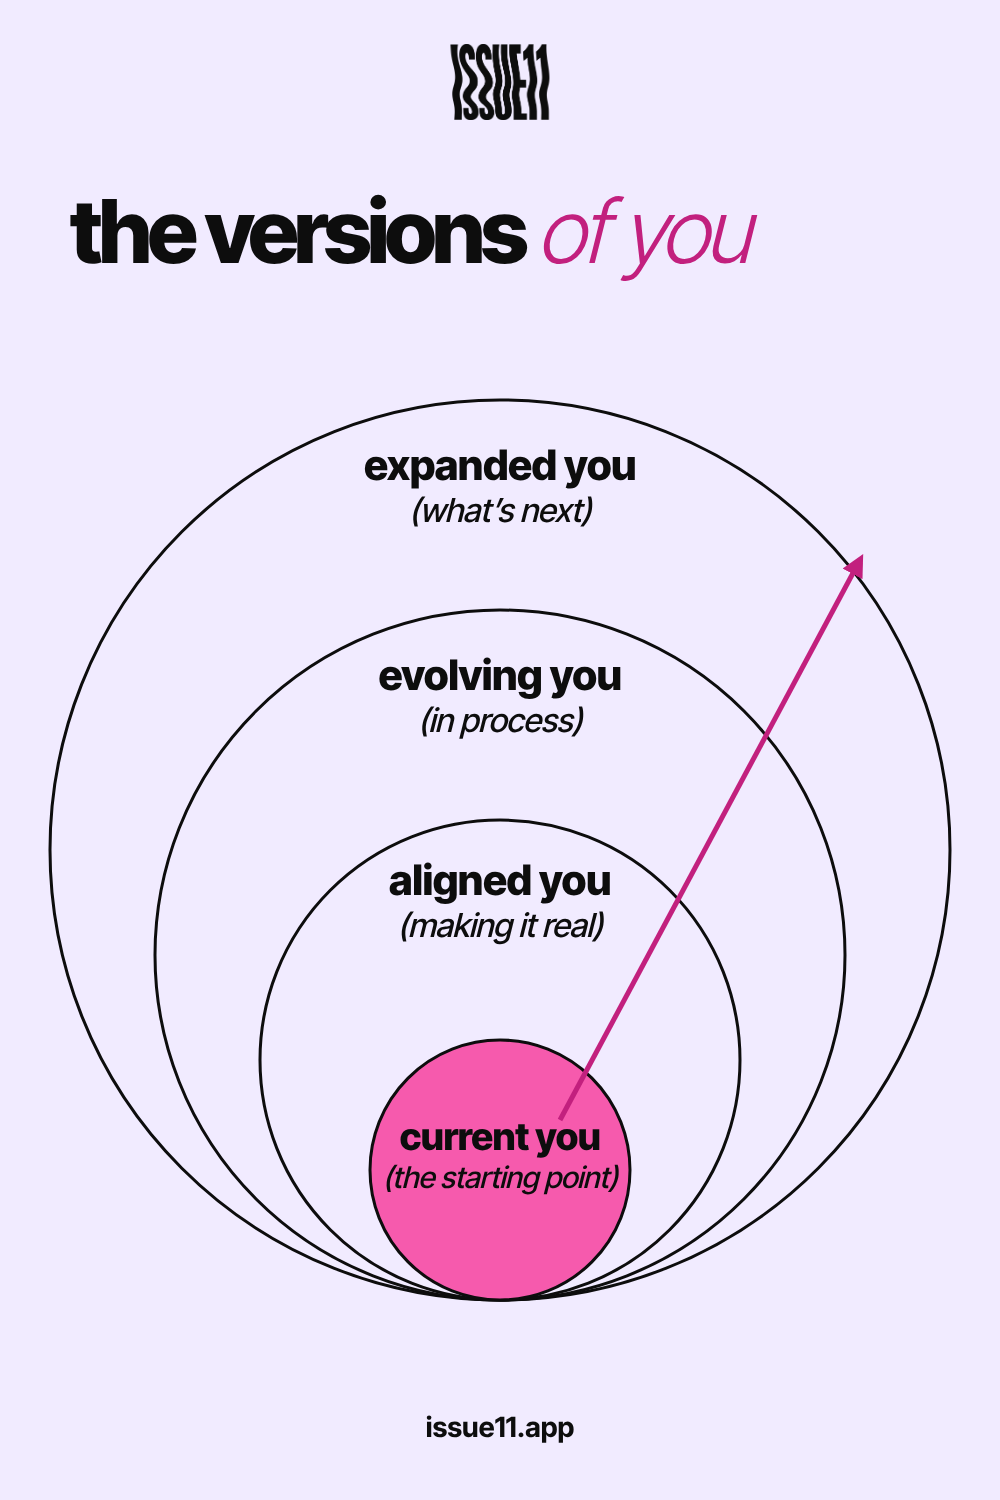 ISSUE11
the versions of you
expanded you
(what's next)
evolving you
(in process)
aligned you
(making it real)
current you
(the starting point)
issue11.app